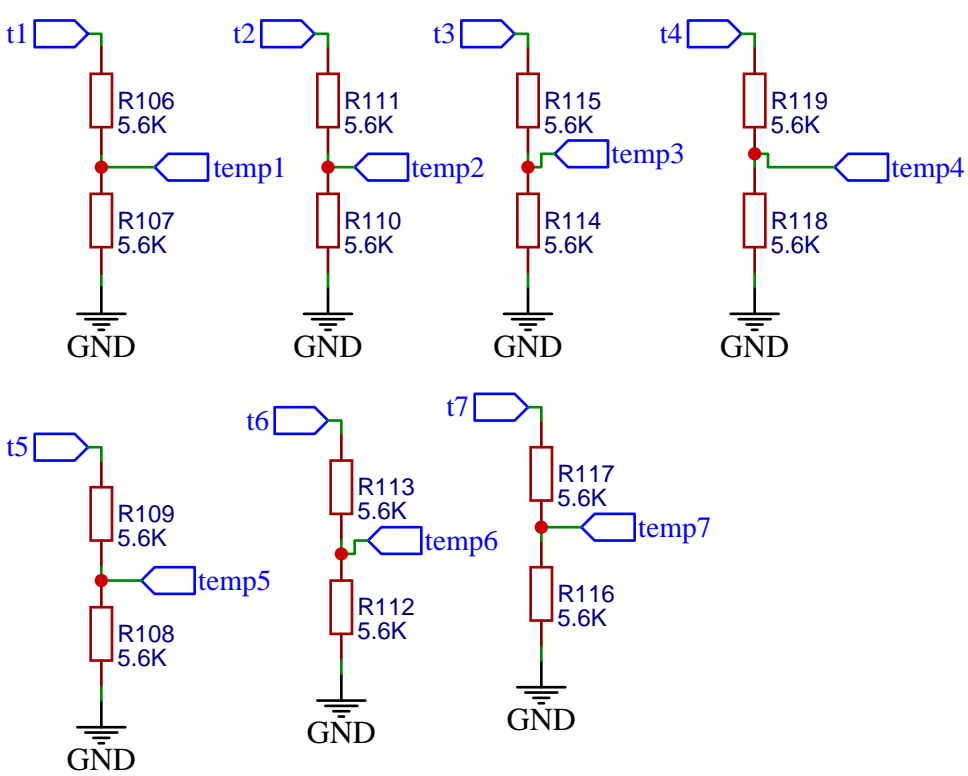 t1
R106
5.6K
temp1
R107
5.6K
GND
t2
R111
5.6K
temp2
R110
5.6K
GND
t3
R115
5.6K
temp3
R114
5.6K
GND
t4
R119
5.6K
temp4
R118
5.6K
GND
t5
R109
5.6K
temp5
R108
5.6K
GND
t6
R113
5.6K
temp6
R112
5.6K
GND
t7
R117
5.6K
temp7
R116
5.6K
GND